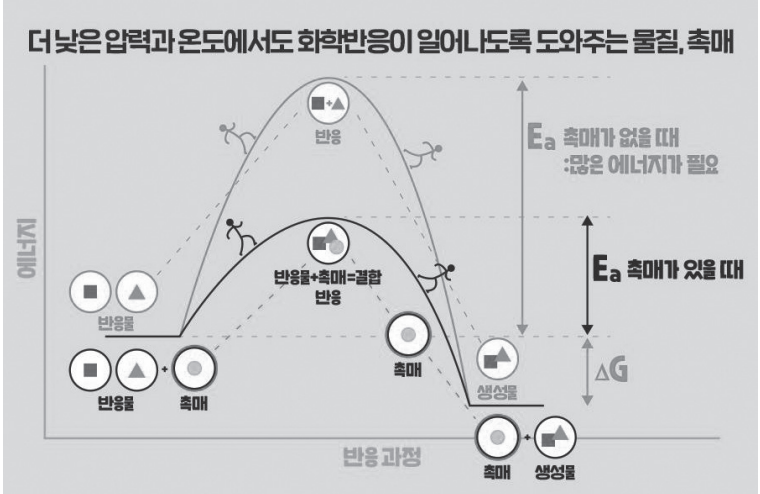 더 낮은 압력과 온도에서도 화학반응이 일어나도록 도와주는 물질, 촉매
에너지
반응
Ea 촉매가 없을 때
:많은 에너지가 필요
반응물+촉매=결합
반응
Ea 촉매가 있을 때
반응물
반응물
+
촉매
촉매
생성물
ΔG
반응 과정
촉매
+
생성물